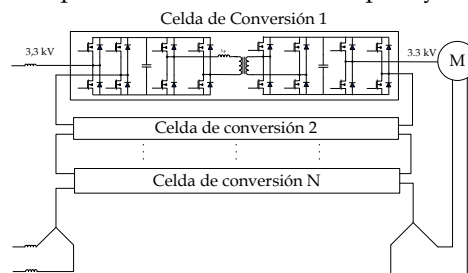 Celda de Conversión 1
3,3 kV
3.3 kV
M
Celda de conversión 2
Celda de conversión N